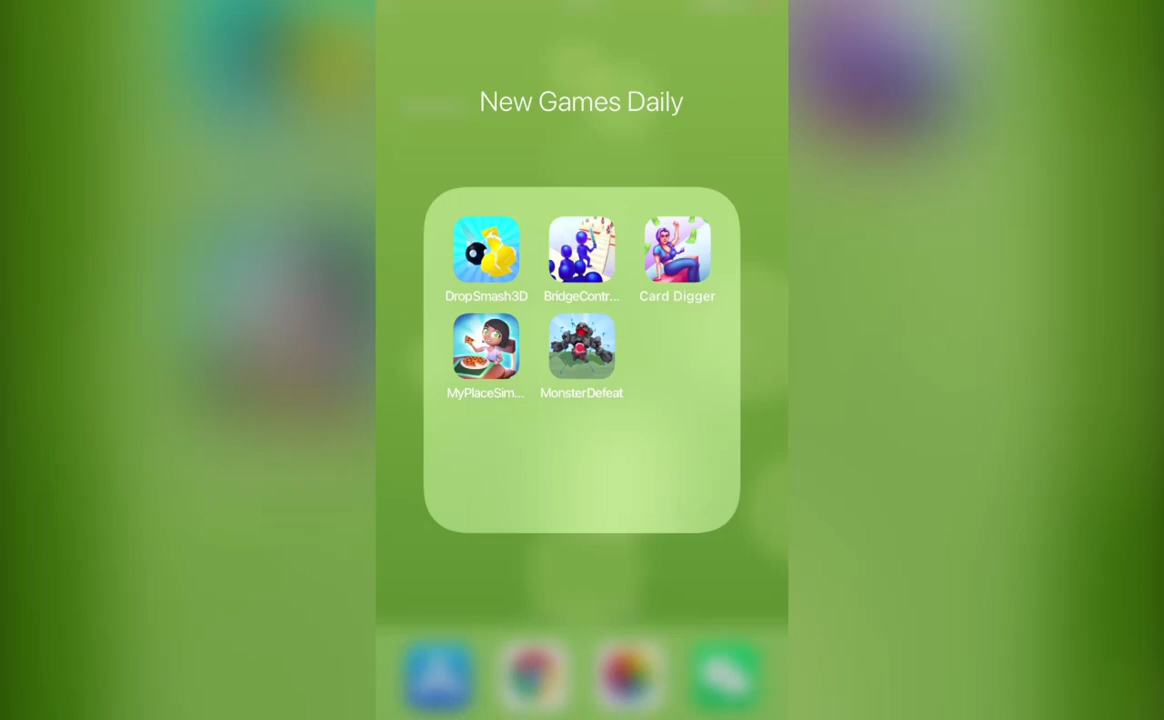 New Games Daily
DropSmash3D
BridgeContr...
Card Digger
MyPlaceSim...
MonsterDefeat